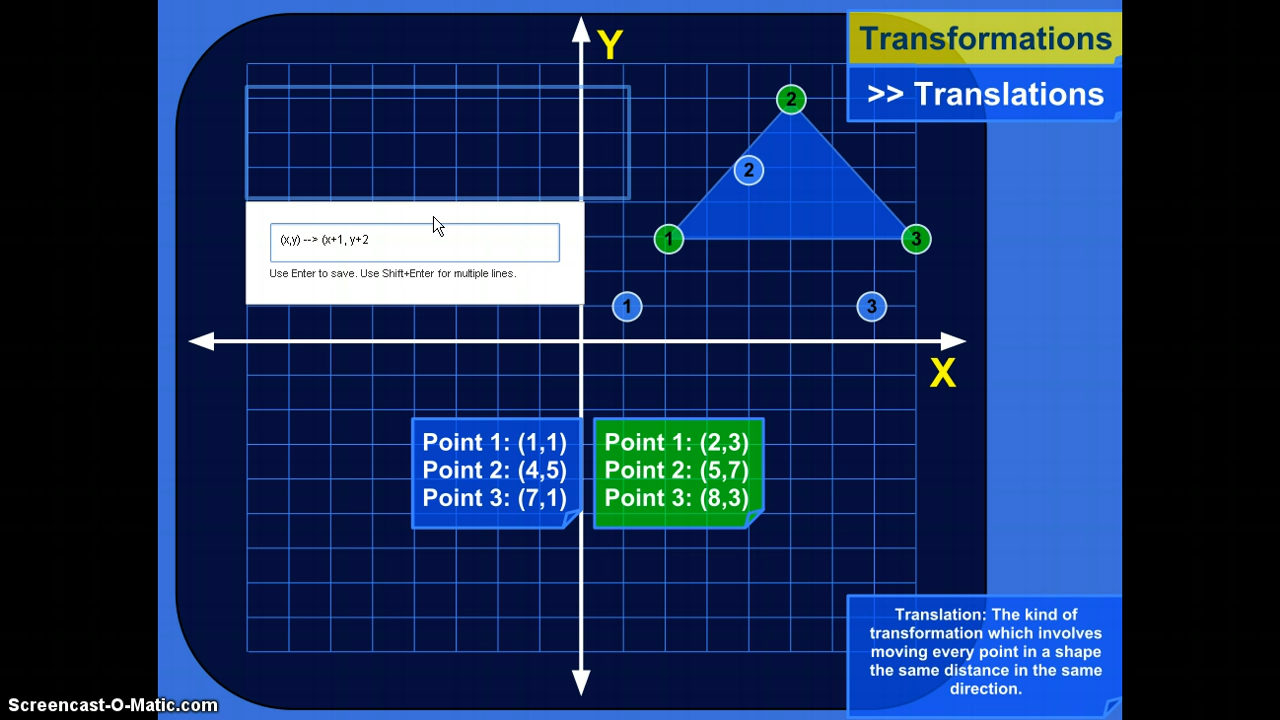 Y
Transformations
>> Translations
2
2
(x,y) --> (x+1, y+2
1
3
Use Enter to save. Use Shift+Enter for multiple lines.
1
3
X
Point 1: (1,1)
Point 2: (4,5)
Point 3: (7,1)
Point 1: (2,3)
Point 2: (5,7)
Point 3: (8,3)
Translation: The kind of
transformation which involves
moving every point in a shape
the same distance in the same
direction.
Screencast-O-Matic.com